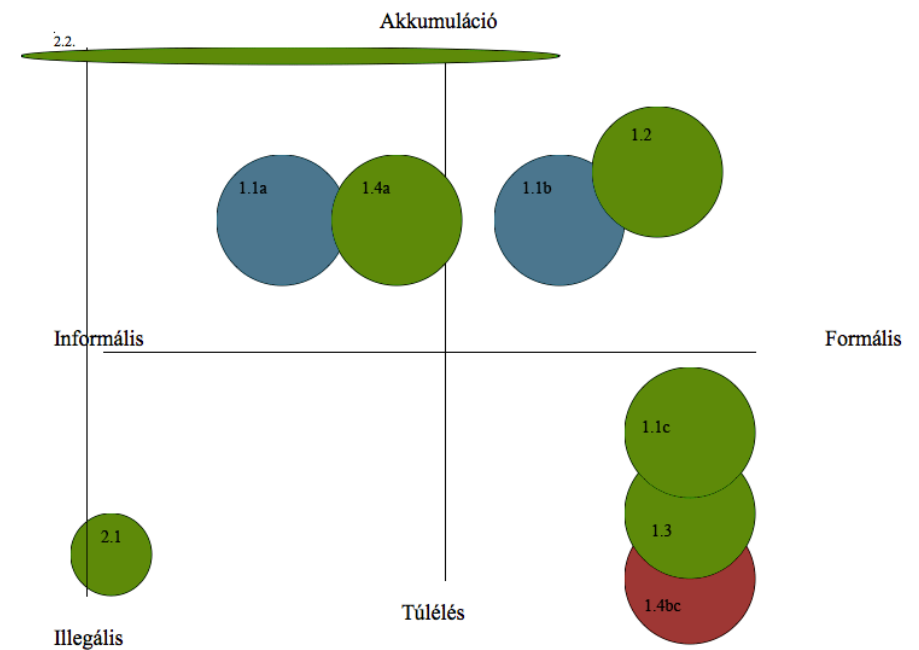 Akkumuláció
2.2.
1.2
1.1a
1.4a
1.1b
Informális
Formális
1.1c
1.3
2.1
1.4bc
Túlélés
Illegális